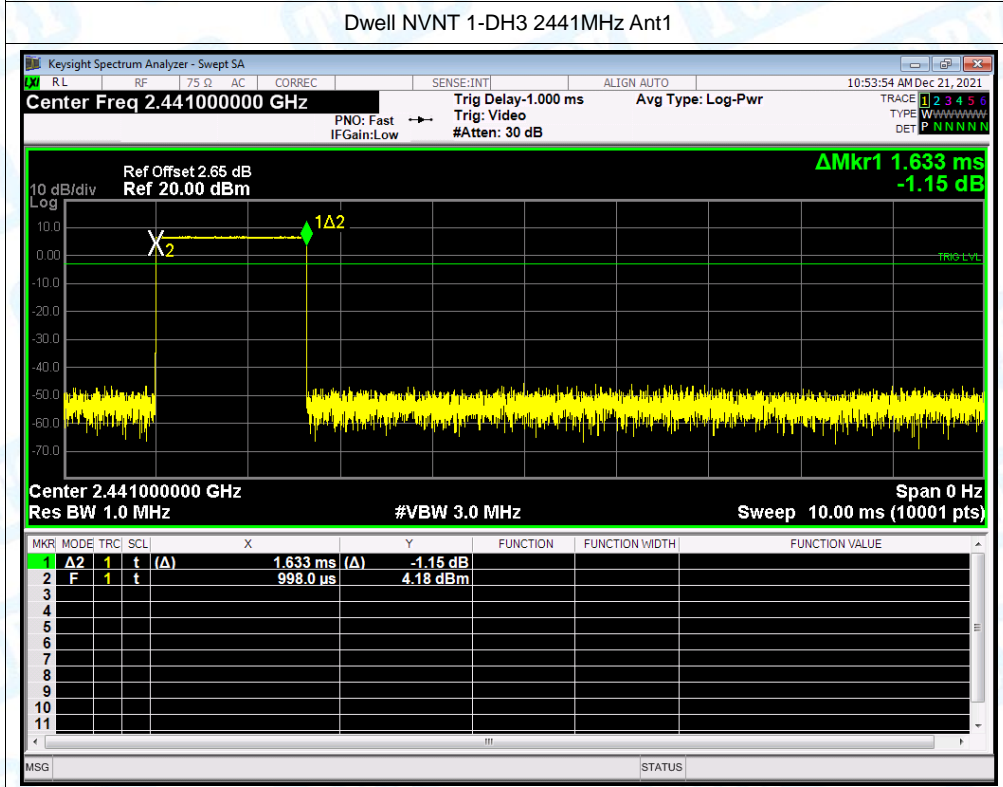 Dwell NVNT 1-DH3 2441MHz Ant1
Keysight Spectrum Analyzer - Swept SA
LXI RL RF 75 Ω AC CORREC SENSE:INT ALIGN AUTO 10:53:54 AM Dec 21, 2021
Center Freq 2.441000000 GHz
PNO: Fast
IFGain:Low
Trig Delay-1.000 ms
Trig: Video
#Atten: 30 dB
Avg Type: Log-Pwr
TRACE 1 2 3 4 5 6
TYPE WWWWWW
DET P N N N N N
ΔMkr1 1.633 ms
-1.15 dB
Ref Offset 2.65 dB
10 dB/div Ref 20.00 dBm
Log
10.0
0.00
-10.0
-20.0
-30.0
-40.0
-50.0
-60.0
-70.0
1Δ2
X2
TRIG LVL
Center 2.441000000 GHz Span 0 Hz
Res BW 1.0 MHz #VBW 3.0 MHz Sweep 10.00 ms (10001 pts)
MKR MODE TRC SCL X Y FUNCTION FUNCTION WIDTH FUNCTION VALUE
1 Δ2 1 t (Δ) 1.633 ms (Δ) -1.15 dB
2 F 1 t 998.0 µs 4.18 dBm
3
4
5
6
7
8
9
10
11
MSG STATUS